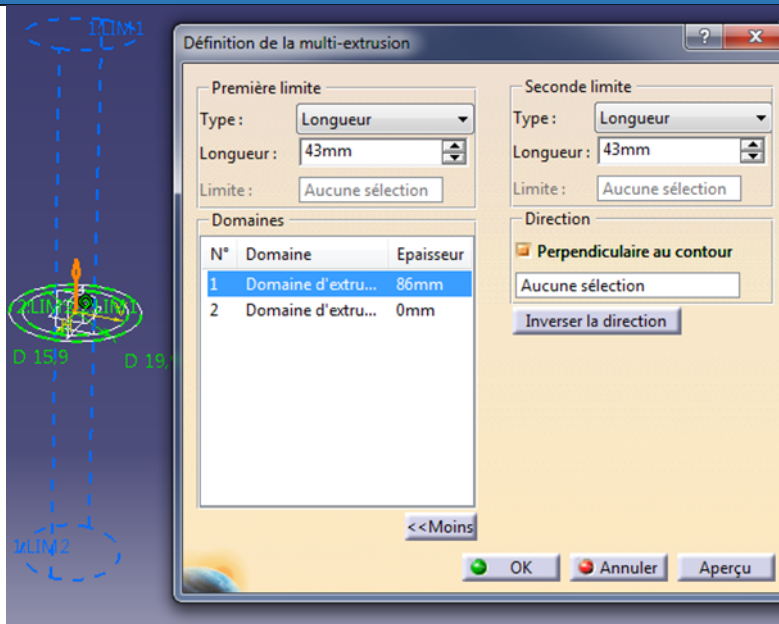 1:LIM1
Définition de la multi-extrusion
?
X
Première limite
Type :
Longueur
Longueur :
43mm
Limite :
Aucune sélection
Seconde limite
Type :
Longueur
Longueur :
43mm
Limite :
Aucune sélection
Domaines
N° Domaine Epaisseur
1 Domaine d'extru... 86mm
2 Domaine d'extru... 0mm
<<Moins
Direction
Perpendiculaire au contour
Aucune sélection
Inverser la direction
D 15,9
D 19,
OK
Annuler
Aperçu